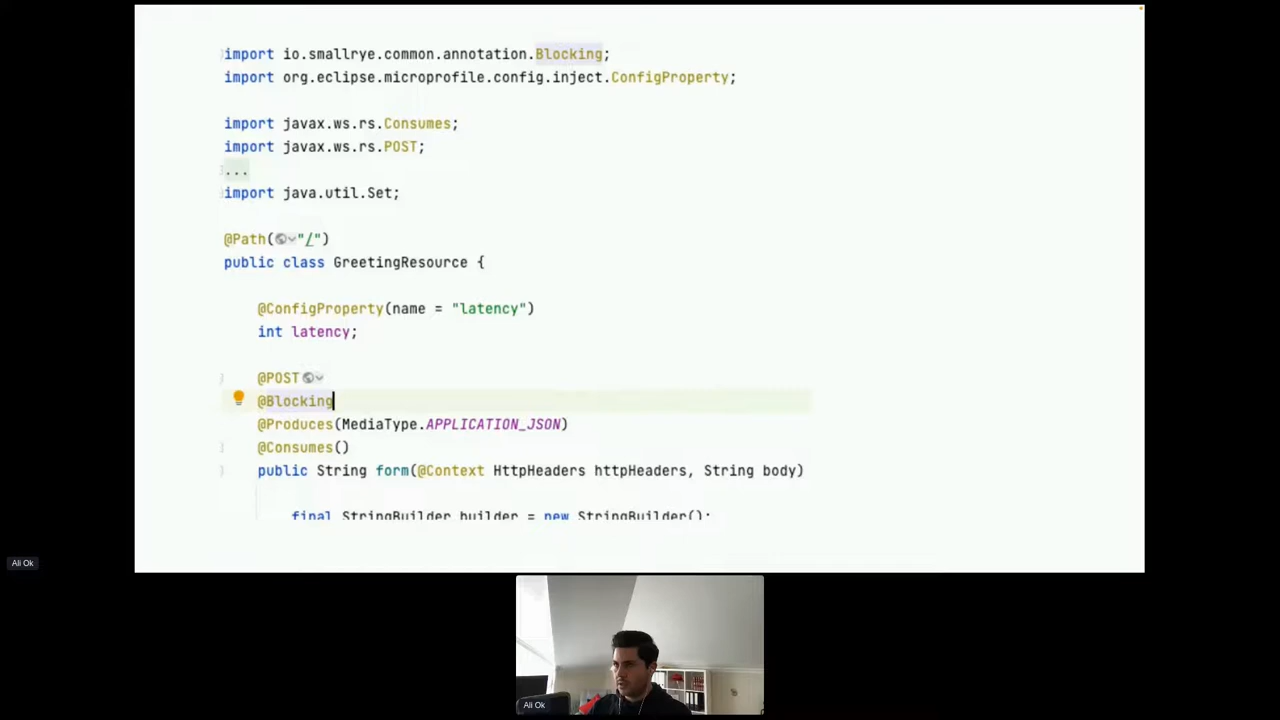 import io.smallrye.common.annotation.Blocking;
import org.eclipse.microprofile.config.inject.ConfigProperty;
import javax.ws.rs.Consumes;
import javax.ws.rs.POST;
...
import java.util.Set;
@Path("/")
public class GreetingResource {
@ConfigProperty(name = "latency")
int latency;
@POST
@Blocking
@Produces(MediaType.APPLICATION_JSON)
@Consumes()
public String form(@Context HttpHeaders httpHeaders, String body)
final StringBuilder builder = new StringBuilder();
Ali Ok
Ali Ok